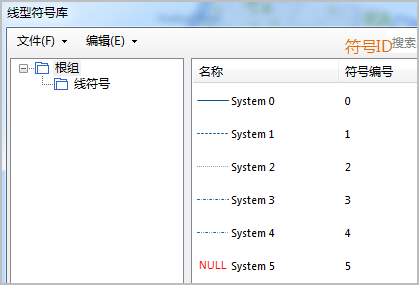 线型符号库
文件(F) 编辑(E)
符号ID 搜索
根组
线符号
名称 符号编号
System 0 0
System 1 1
System 2 2
System 3 3
System 4 4
NULL System 5 5